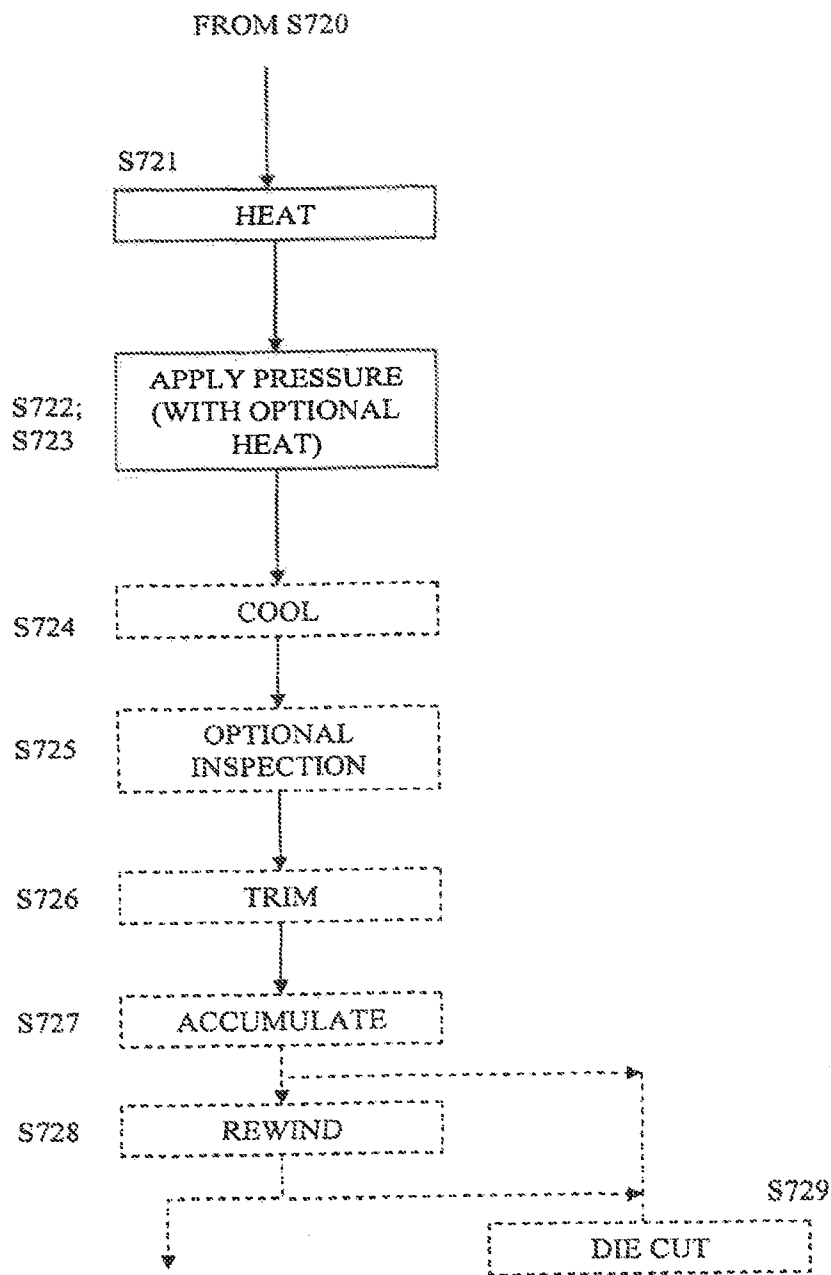 FROM S720
S721
HEAT
APPLY PRESSURE
(WITH OPTIONAL
HEAT)
S722;
S723
COOL
S724
OPTIONAL
INSPECTION
S725
TRIM
S726
ACCUMULATE
S727
REWIND
S728
S729
DIE CUT